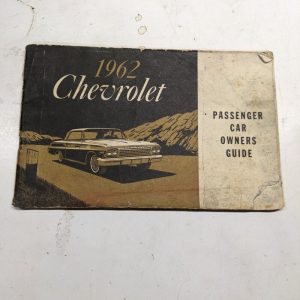 1962
Chevrolet
PASSENGER
CAR
OWNERS
GUIDE